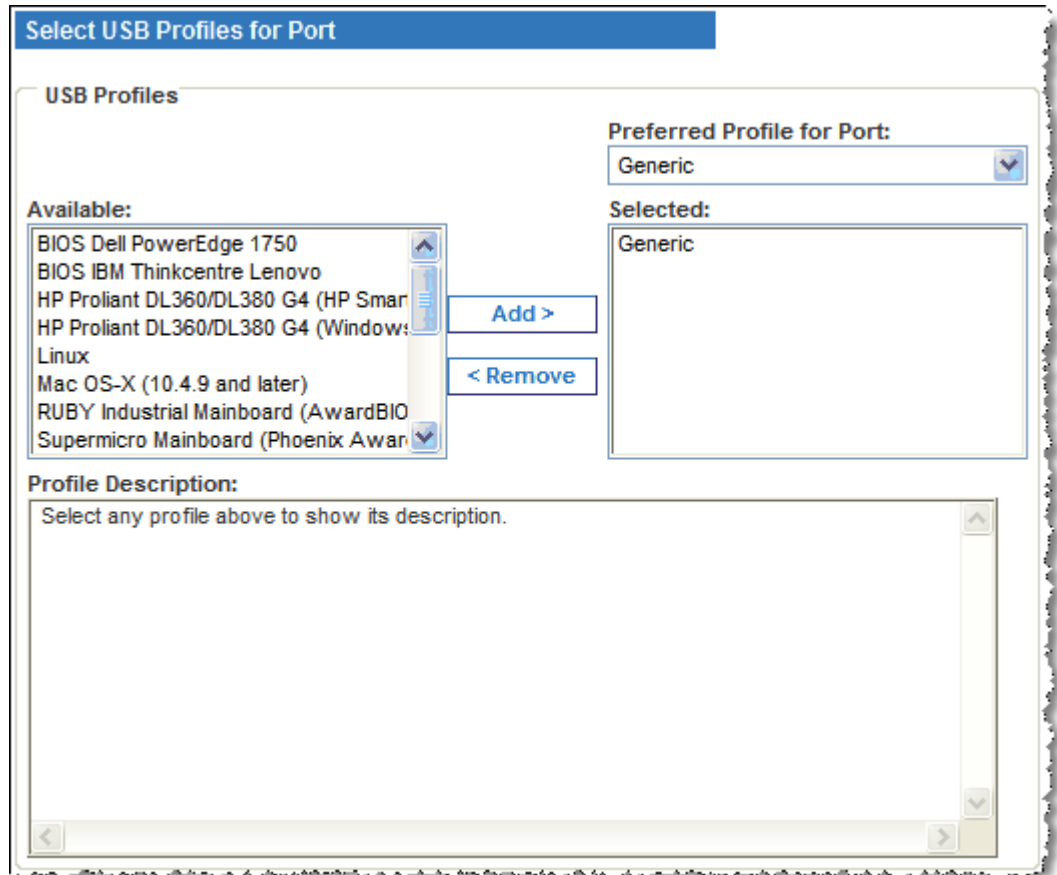 Select USB Profiles for Port
USB Profiles
Preferred Profile for Port:
Generic
Available:
Selected:
BIOS Dell PowerEdge 1750
BIOS IBM Thinkcentre Lenovo
HP Proliant DL360/DL380 G4 (HP Smar
HP Proliant DL360/DL380 G4 (Windows
Linux
Mac OS-X (10.4.9 and later)
RUBY Industrial Mainboard (AwardBIO
Supermicro Mainboard (Phoenix Awar
Add >
< Remove
Generic
Profile Description:
Select any profile above to show its description.